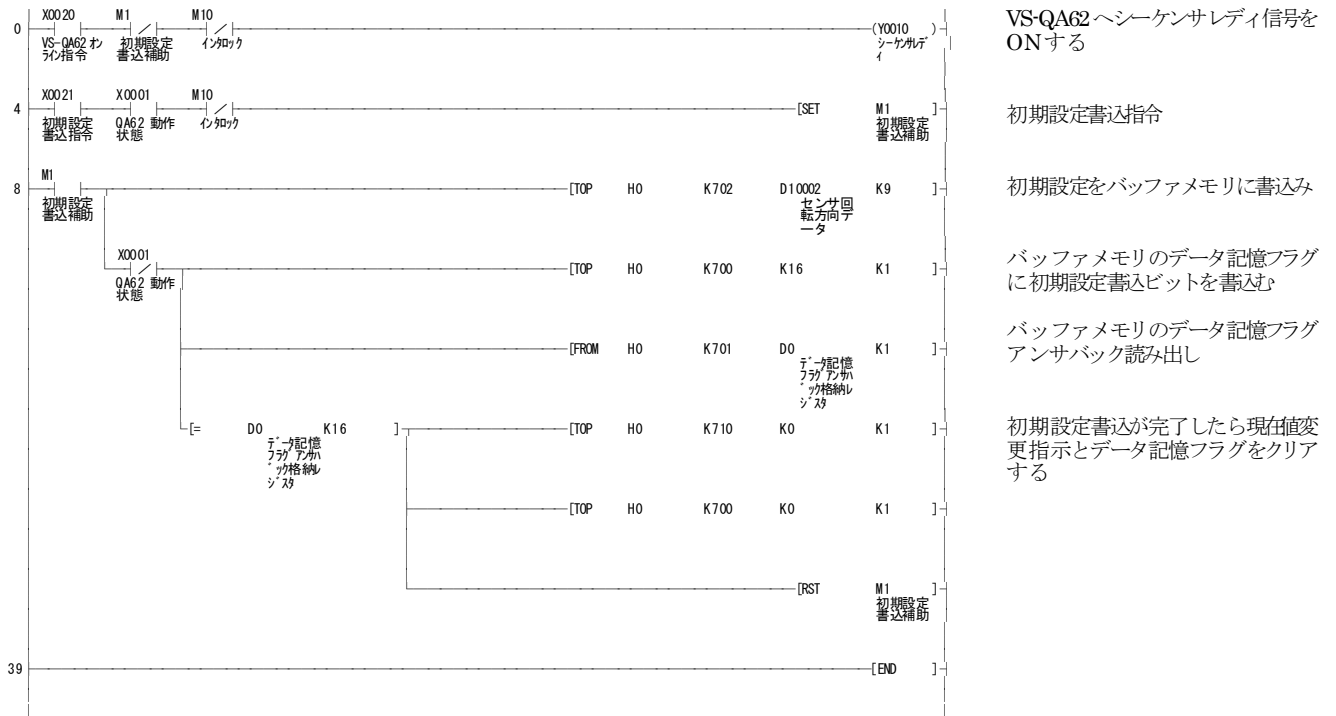 X0020 M1 M10
0 (Y0010 )
VS-QA62 オン
ライン指令
初期設定
書込補助
インタロック
シーケンサレデ
ィ
VS-QA62 へシーケンサレディ信号を
ONする
X0021 X0001 M10
4 [SET M1 ]
初期設定
書込指令
QA62 動作
状態
インタロック
初期設定
書込補助
初期設定書込指令
M1
8 [TOP H0 K702 D10002 K9 ]
初期設定
書込補助
センサ回
転方向デ
ータ
初期設定をバッファメモリに書込み
X0001
[TOP H0 K700 K16 K1 ]
QA62 動作
状態
バッファメモリのデータ記憶フラグ
に初期設定書込ビットを書込む
[FROM H0 K701 D0 K1 ]
データ記憶
フラグアンサバ
ック格納レ
ジスタ
バッファメモリのデータ記憶フラグ
アンサバック読み出し
[= D0 K16 ] [TOP H0 K710 K0 K1 ]
データ記憶
フラグアンサバ
ック格納レ
ジスタ
初期設定書込が完了したら現在値変
更指示とデータ記憶フラグをクリア
する
[TOP H0 K700 K0 K1 ]
[RST M1 ]
初期設定
書込補助
39 [END ]